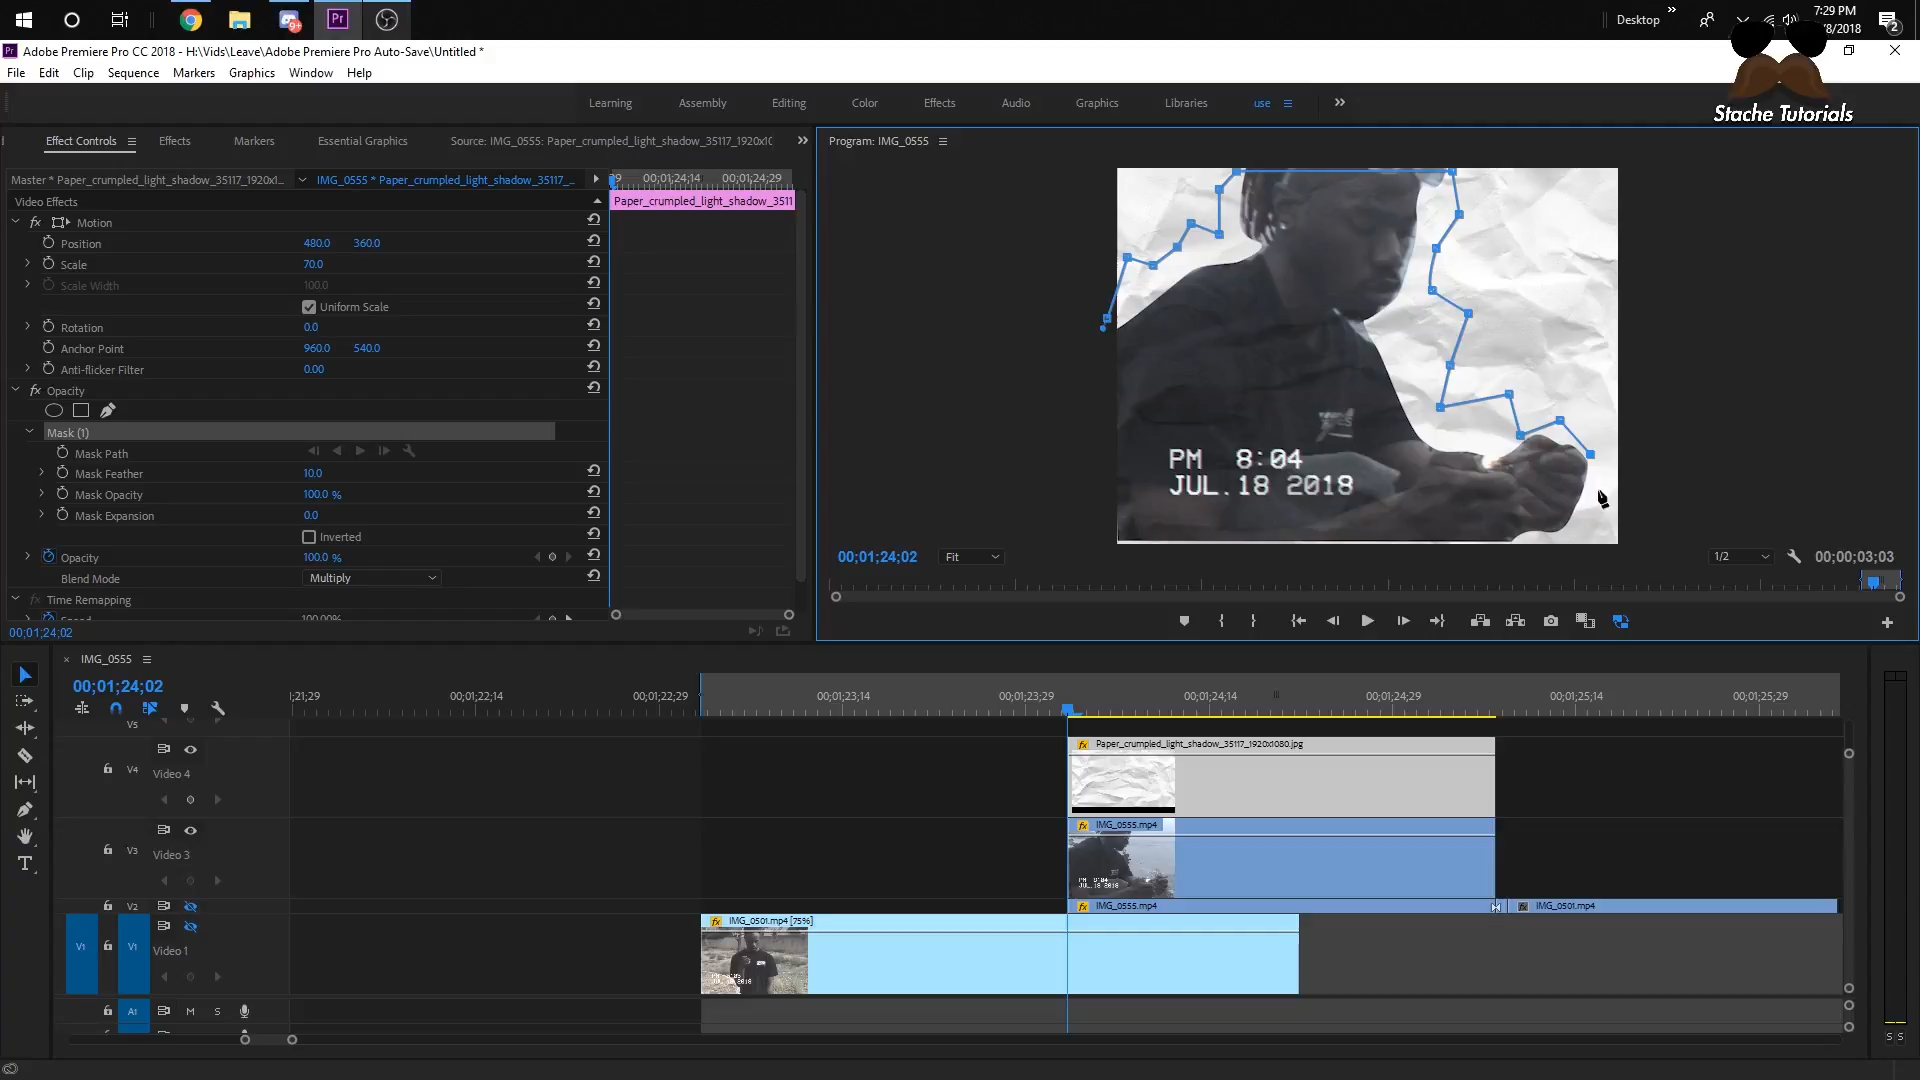 Desktop
7:29 PM
/8/2018
2
9+
Adobe Premiere Pro CC 2018 - H:\Vids\Leave\Adobe Premiere Pro Auto-Save\Untitled *
File Edit Clip Sequence Markers Graphics Window Help
Learning Assembly Editing Color Effects Audio Graphics Libraries use
Stache Tutorials
Effect Controls Effects Markers Essential Graphics Source: IMG_0555: Paper_crumpled_light_shadow_35117_1920x10
Program: IMG_0555
Master * Paper_crumpled_light_shadow_35117_1920x1... IMG_0555 * Paper_crumpled_light_shadow_35117_...
00;01;24;14 00;01;24;29
Video Effects
Paper_crumpled_light_shadow_3511
fx Motion
Position 480.0 360.0
Scale 70.0
Scale Width 100.0
Uniform Scale
Rotation 0.0
Anchor Point 960.0 540.0
Anti-flicker Filter 0.00
fx Opacity
Mask (1)
Mask Path
Mask Feather 10.0
Mask Opacity 100.0 %
Mask Expansion 0.0
Inverted
Opacity 100.0 %
Blend Mode Multiply
Time Remapping
Speed 100.00%
00;01;24;02
PM 8:04
JUL.18 2018
00;01;24;02 Fit 1/2 00;00;03;03
IMG_0555
00;01;24;02
;21;29 00;01;22;14 00;01;22;29 00;01;23;14 00;01;23;29 00;01;24;14 00;01;24;29 00;01;25;14 00;01;25;29
V5
V4 Video 4
fx Paper_crumpled_light_shadow_35117_1920x1080.jpg
V3 Video 3
fx IMG_0555.mp4
V2
fx IMG_0555.mp4
fx IMG_0501.mp4
V1 V1 Video 1
fx IMG_0501.mp4 [75%]
A1 M S
S S